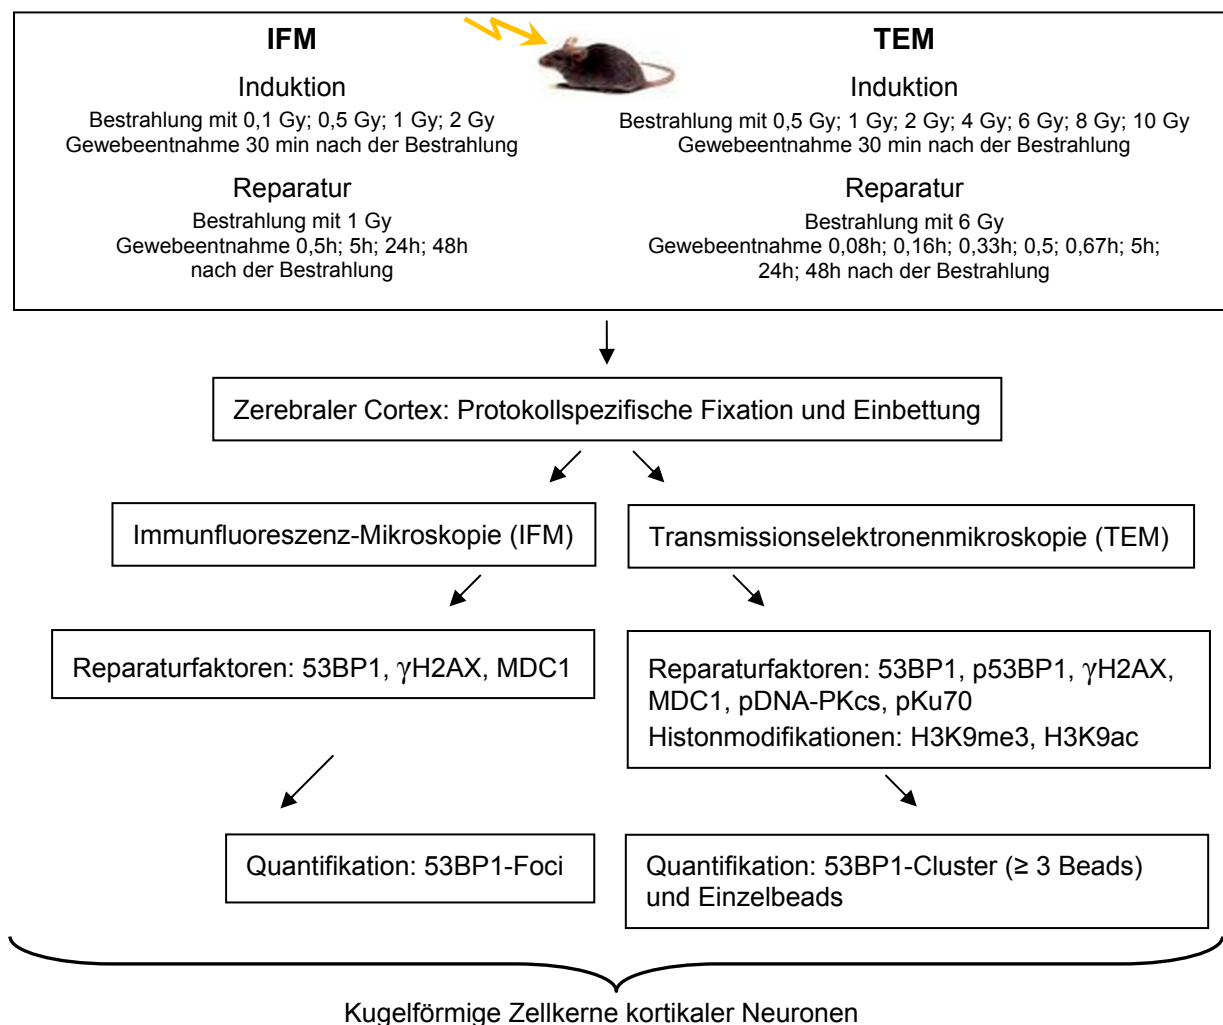 IFM
Induktion
Bestrahlung mit 0,1 Gy; 0,5 Gy; 1 Gy; 2 Gy
Gewebeentnahme 30 min nach der Bestrahlung
Reparatur
Bestrahlung mit 1 Gy
Gewebeentnahme 0,5h; 5h; 24h; 48h
nach der Bestrahlung
TEM
Induktion
Bestrahlung mit 0,5 Gy; 1 Gy; 2 Gy; 4 Gy; 6 Gy; 8 Gy; 10 Gy
Gewebeentnahme 30 min nach der Bestrahlung
Reparatur
Bestrahlung mit 6 Gy
Gewebeentnahme 0,08h; 0,16h; 0,33h; 0,5; 0,67h; 5h;
24h; 48h nach der Bestrahlung
Zerebraler Cortex: Protokollspezifische Fixation und Einbettung
Immunfluoreszenz-Mikroskopie (IFM)
Transmissionselektronenmikroskopie (TEM)
Reparaturfaktoren: 53BP1, γH2AX, MDC1
Reparaturfaktoren: 53BP1, p53BP1, γH2AX,
MDC1, pDNA-PKcs, pKu70
Histonmodifikationen: H3K9me3, H3K9ac
Quantifikation: 53BP1-Foci
Quantifikation: 53BP1-Cluster (≥ 3 Beads)
und Einzelbeads
Kugelförmige Zellkerne kortikaler Neuronen